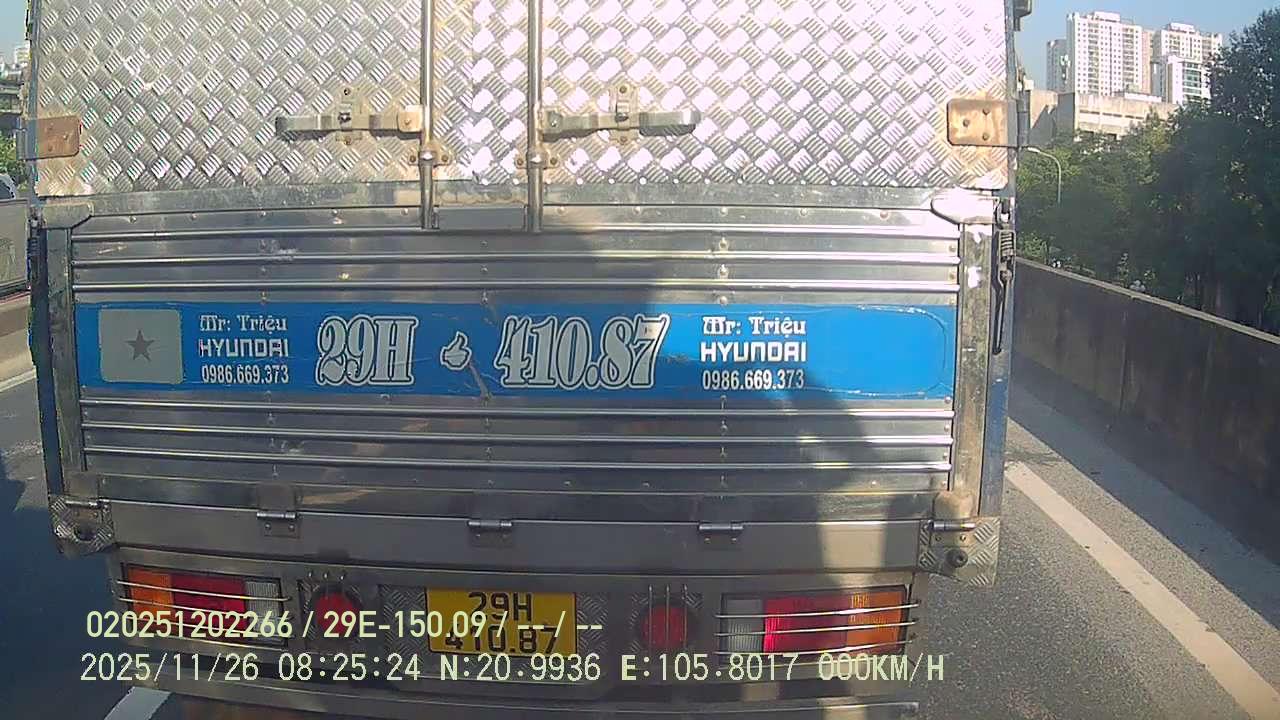 Mr: Triệu
HYUNDAI
0986.669.373
29H 410.87
Mr: Triệu
HYUNDAI
0986.669.373
29H
410.87
020251202266 / 29E-150.09 / -- / --
2025/11/26 08:25:24 N:20.9936 E:105.8017 000KM/H